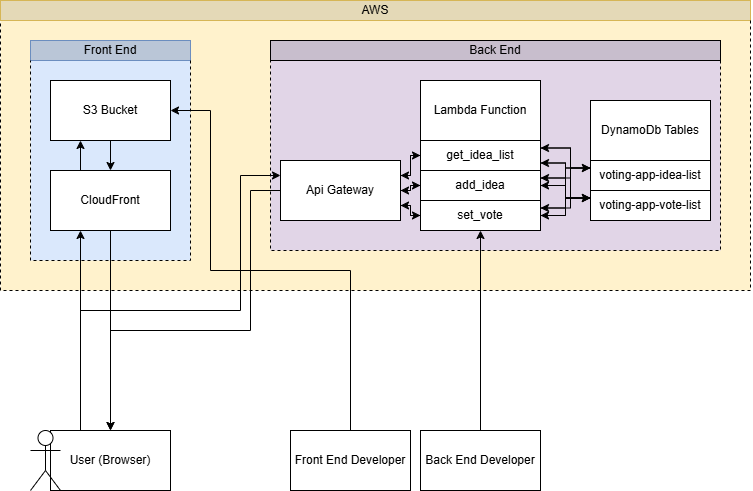 AWS
Front End
Back End
S3 Bucket
CloudFront
Api Gateway
Lambda Function
get_idea_list
add_idea
set_vote
DynamoDb Tables
voting-app-idea-list
voting-app-vote-list
User (Browser)
Front End Developer
Back End Developer